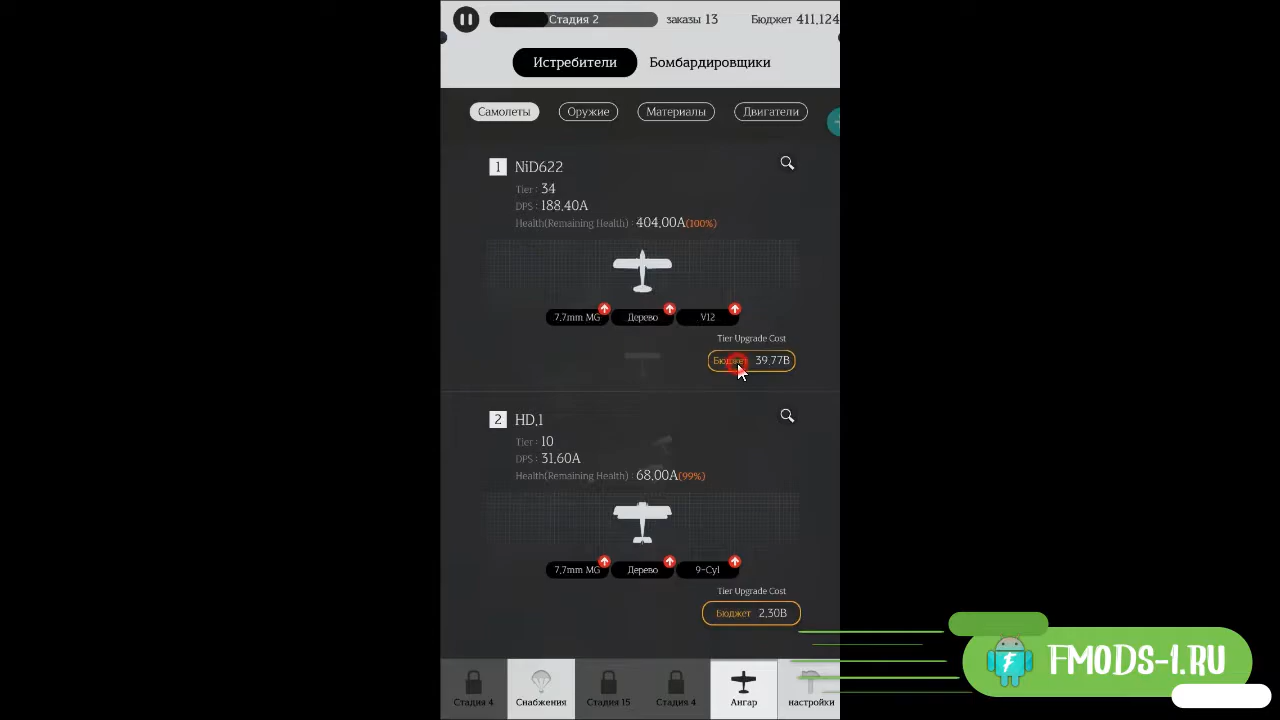 Стадия 2 заказы 13 Бюджет 411,124
Истребители Бомбардировщики
Самолеты Оружие Материалы Двигатели
1 NiD622
Tier : 34
DPS : 188,40A
Health(Remaining Health) : 404,00A(100%)
7,7mm MG Дерево V12
Tier Upgrade Cost
Бюджет 39,77B
2 HD,1
Tier : 10
DPS : 31,60A
Health(Remaining Health) : 68,00A(99%)
7,7mm MG Дерево 9-Cyl
Tier Upgrade Cost
Бюджет 2,30B
F FMODS-1.RU
Стадия 4 Снабжения Стадия 15 Стадия 4 Ангар настройки